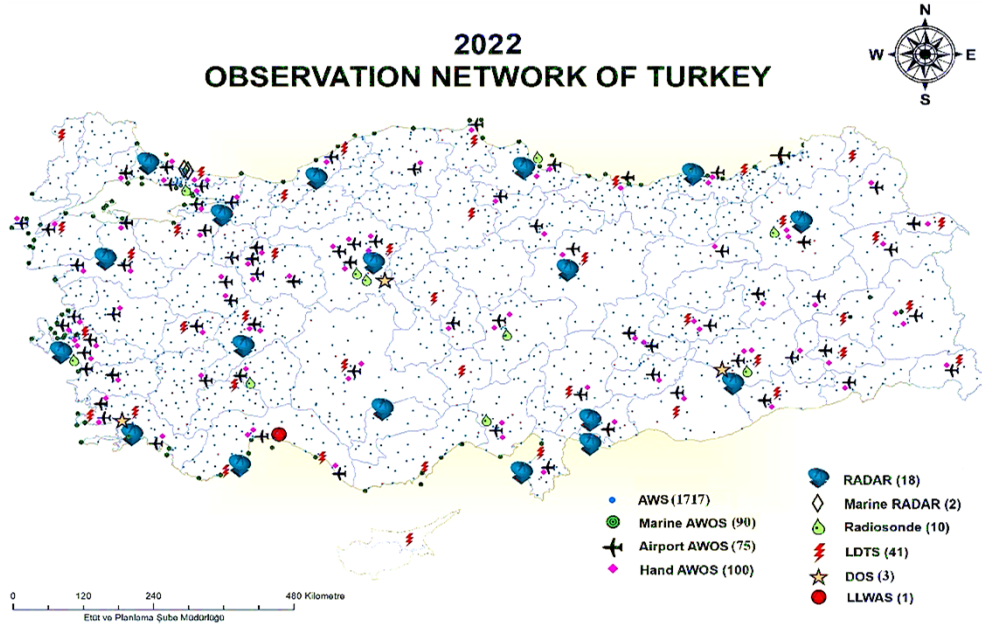 2022
OBSERVATION NETWORK OF TURKEY
N
W
E
S
AWS (1717)
Marine AWOS (90)
Airport AWOS (75)
Hand AWOS (100)
RADAR (18)
Marine RADAR (2)
Radiosonde (10)
LDTS (41)
DOS (3)
LLWAS (1)
0 120 240 480 Kilometre
Etüt ve Planlama Şube Müdürlüğü